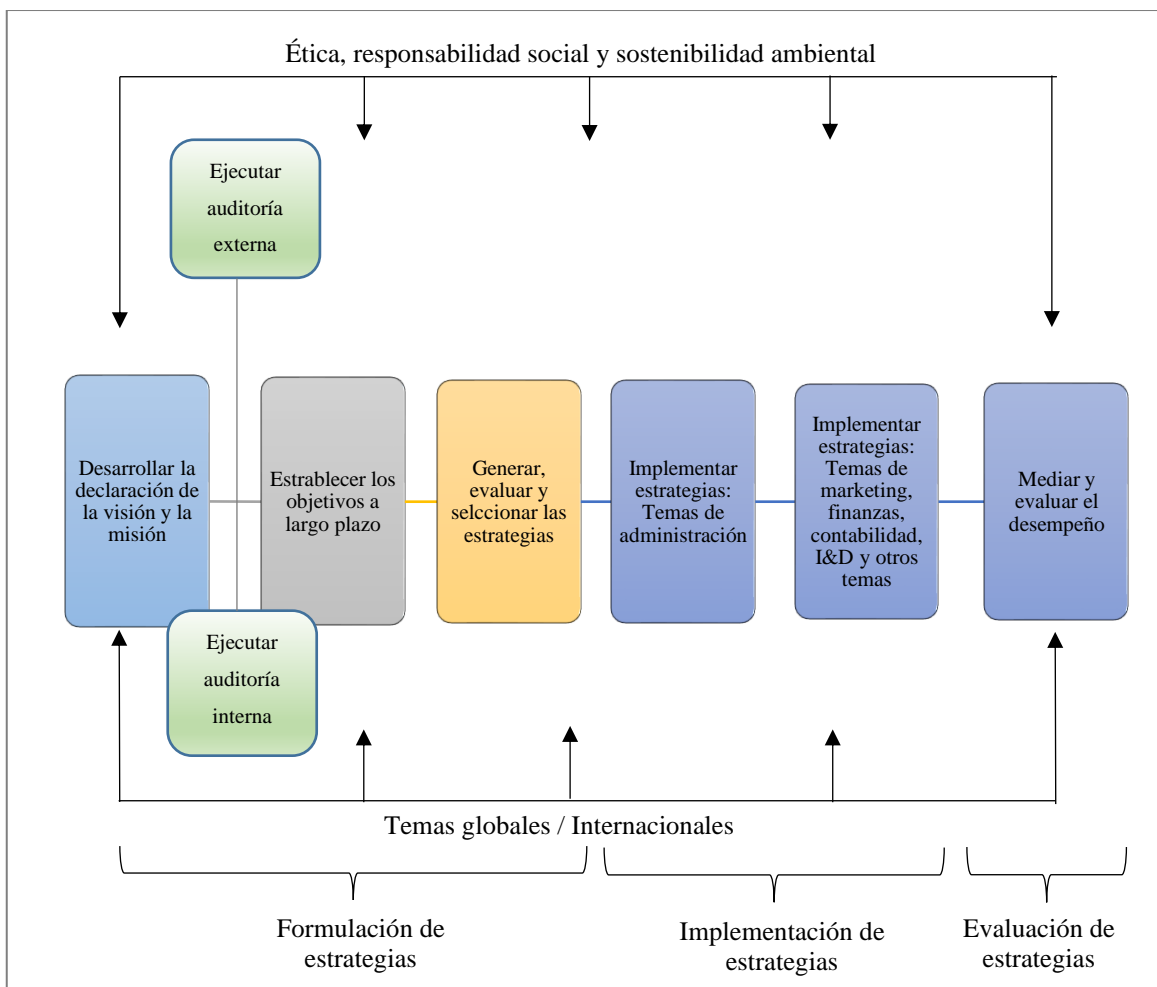 Ética, responsabilidad social y sostenibilidad ambiental
Ejecutar
auditoría
externa
Desarrollar la
declaración de
la visión y la
misión
Estrablecer los
objetivos a
largo plazo
Generar,
evaluar y
selccionar las
estrategias
Implementar
estrategias:
Temas de
administración
Implementar
estrategias:
Temas de
marketing,
finanzas,
contabilidad,
I&D y otros
temas
Mediar y
evaluar el
desempeño
Ejecutar
auditoría
interna
Temas globales / Internacionales
Formulación de
estrategias
Implementación de
estrategias
Evaluación de
estrategias